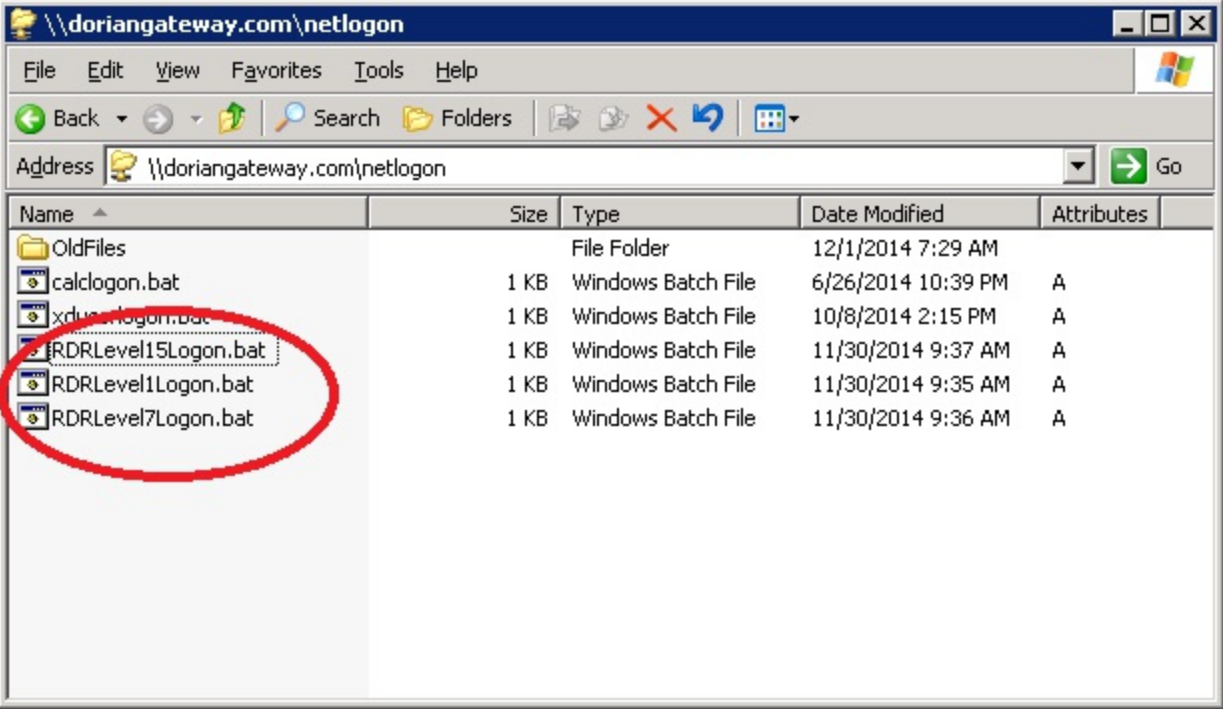 \\doriangateway.com\netlogon
File Edit View Favorites Tools Help
Back Search Folders
Address \\doriangateway.com\netlogon Go
Name Size Type Date Modified Attributes
OldFiles File Folder 12/1/2014 7:29 AM
calclogon.bat 1 KB Windows Batch File 6/26/2014 10:39 PM A
xduserlogon.bat 1 KB Windows Batch File 10/8/2014 2:15 PM A
RDRLevel15Logon.bat 1 KB Windows Batch File 11/30/2014 9:37 AM A
RDRLevel1Logon.bat 1 KB Windows Batch File 11/30/2014 9:35 AM A
RDRLevel7Logon.bat 1 KB Windows Batch File 11/30/2014 9:36 AM A